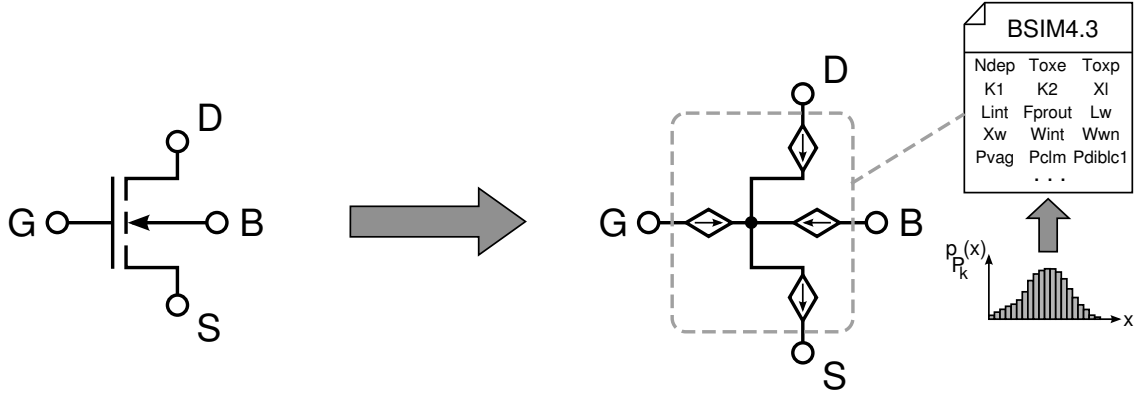 D
G
B
S
D
G
B
S
BSIM4.3
Ndep Toxe Toxp
K1 K2 Xl
Lint Fprout Lw
Xw Wint Wwn
Pvag Pclm Pdiblc1
. . .
p (x)
P k
x